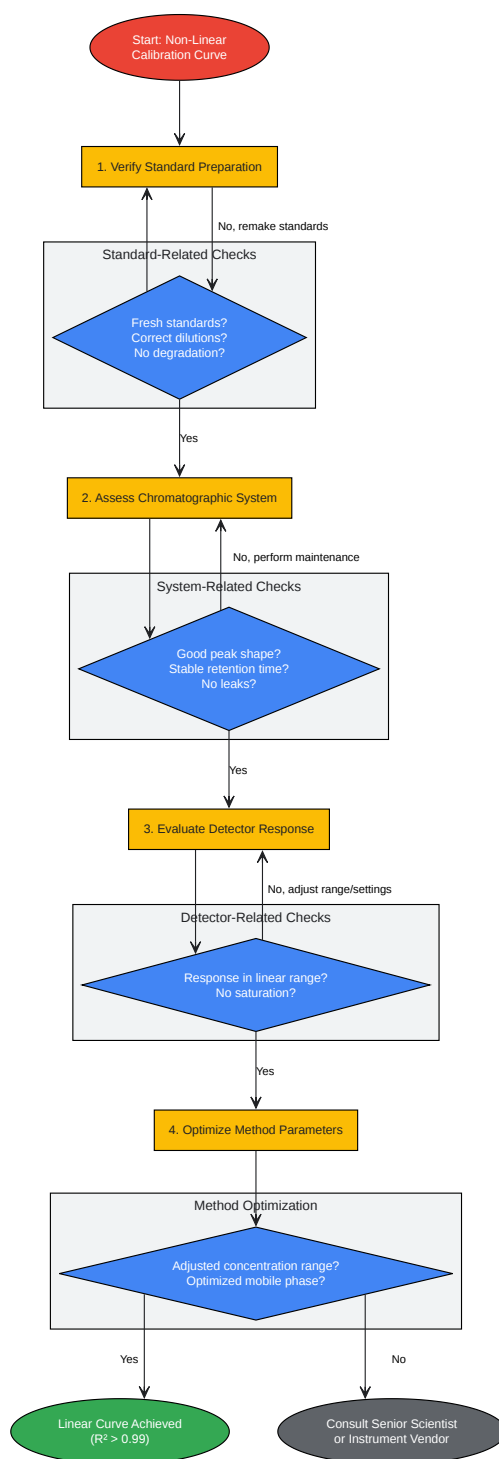 Start: Non-Linear
Calibration Curve
1. Verify Standard Preparation
No, remake standards
Standard-Related Checks
Fresh standards?
Correct dilutions?
No degradation?
Yes
2. Assess Chromatographic System
No, perform maintenance
System-Related Checks
Good peak shape?
Stable retention time?
No leaks?
Yes
3. Evaluate Detector Response
No, adjust range/settings
Detector-Related Checks
Response in linear range?
No saturation?
Yes
4. Optimize Method Parameters
Method Optimization
Adjusted concentration range?
Optimized mobile phase?
Yes
No
Linear Curve Achieved
(R² > 0.99)
Consult Senior Scientist
or Instrument Vendor